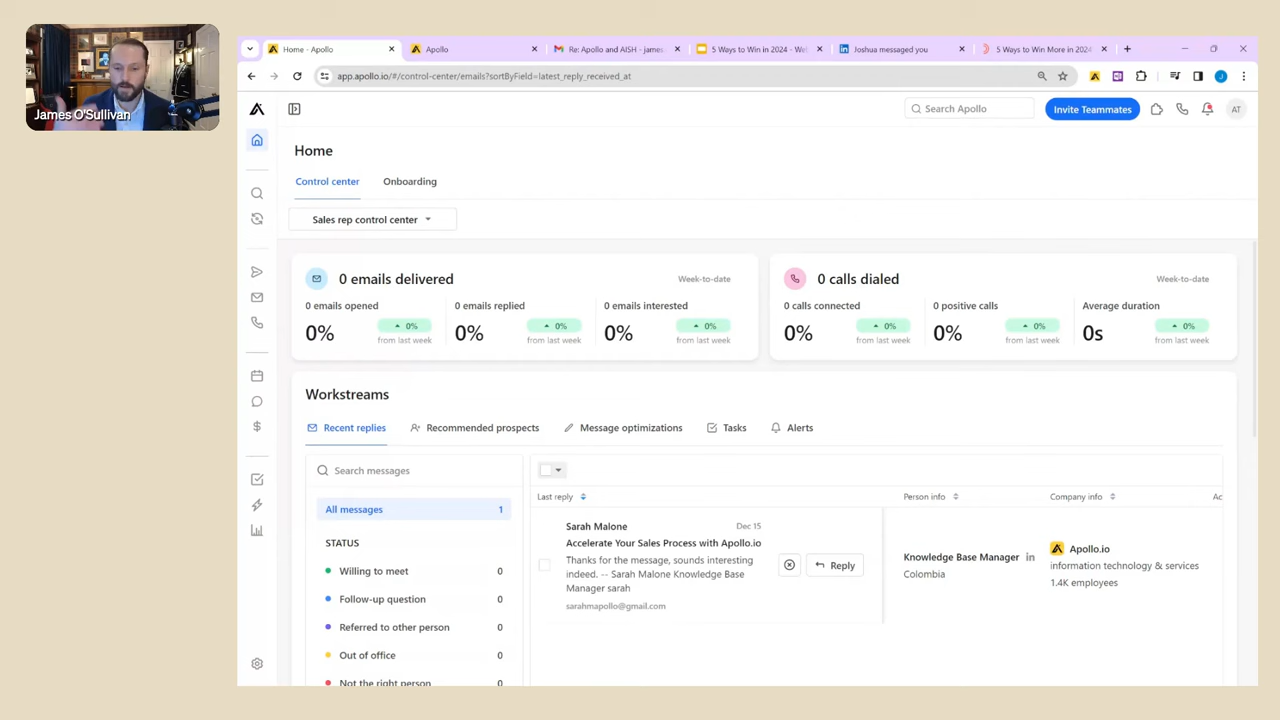 James O'Sullivan
Home - Apollo
Apollo
Re: Apollo and AISH - james.
5 Ways to Win in 2024 - We
Joshua messaged you
5 Ways to Win More in 2024
app.apollo.io/#/control-center/emails?sortByField=latest_reply_received_at
J
Search Apollo
Invite Teammates
AT
Home
Control center
Onboarding
Sales rep control center
0 emails delivered
Week-to-date
0 emails opened
0 emails replied
0 emails interested
0%
0%
from last week
0%
0%
from last week
0%
0%
from last week
0 calls dialed
Week-to-date
0 calls connected
0 positive calls
Average duration
0%
0%
from last week
0%
0%
from last week
0s
0%
from last week
Workstreams
Recent replies
Recommended prospects
Message optimizations
Tasks
Alerts
Search messages
All messages 1
STATUS
Willing to meet 0
Follow-up question 0
Referred to other person 0
Out of office 0
Not the right person 0
Last reply
Person info
Company info
Ac
Sarah Malone
Dec 15
Accelerate Your Sales Process with Apollo.io
Thanks for the message, sounds interesting
indeed. -- Sarah Malone Knowledge Base
Manager sarah
sarahmapollo@gmail.com
Reply
Knowledge Base Manager in
Colombia
Apollo.io
information technology & services
1.4K employees